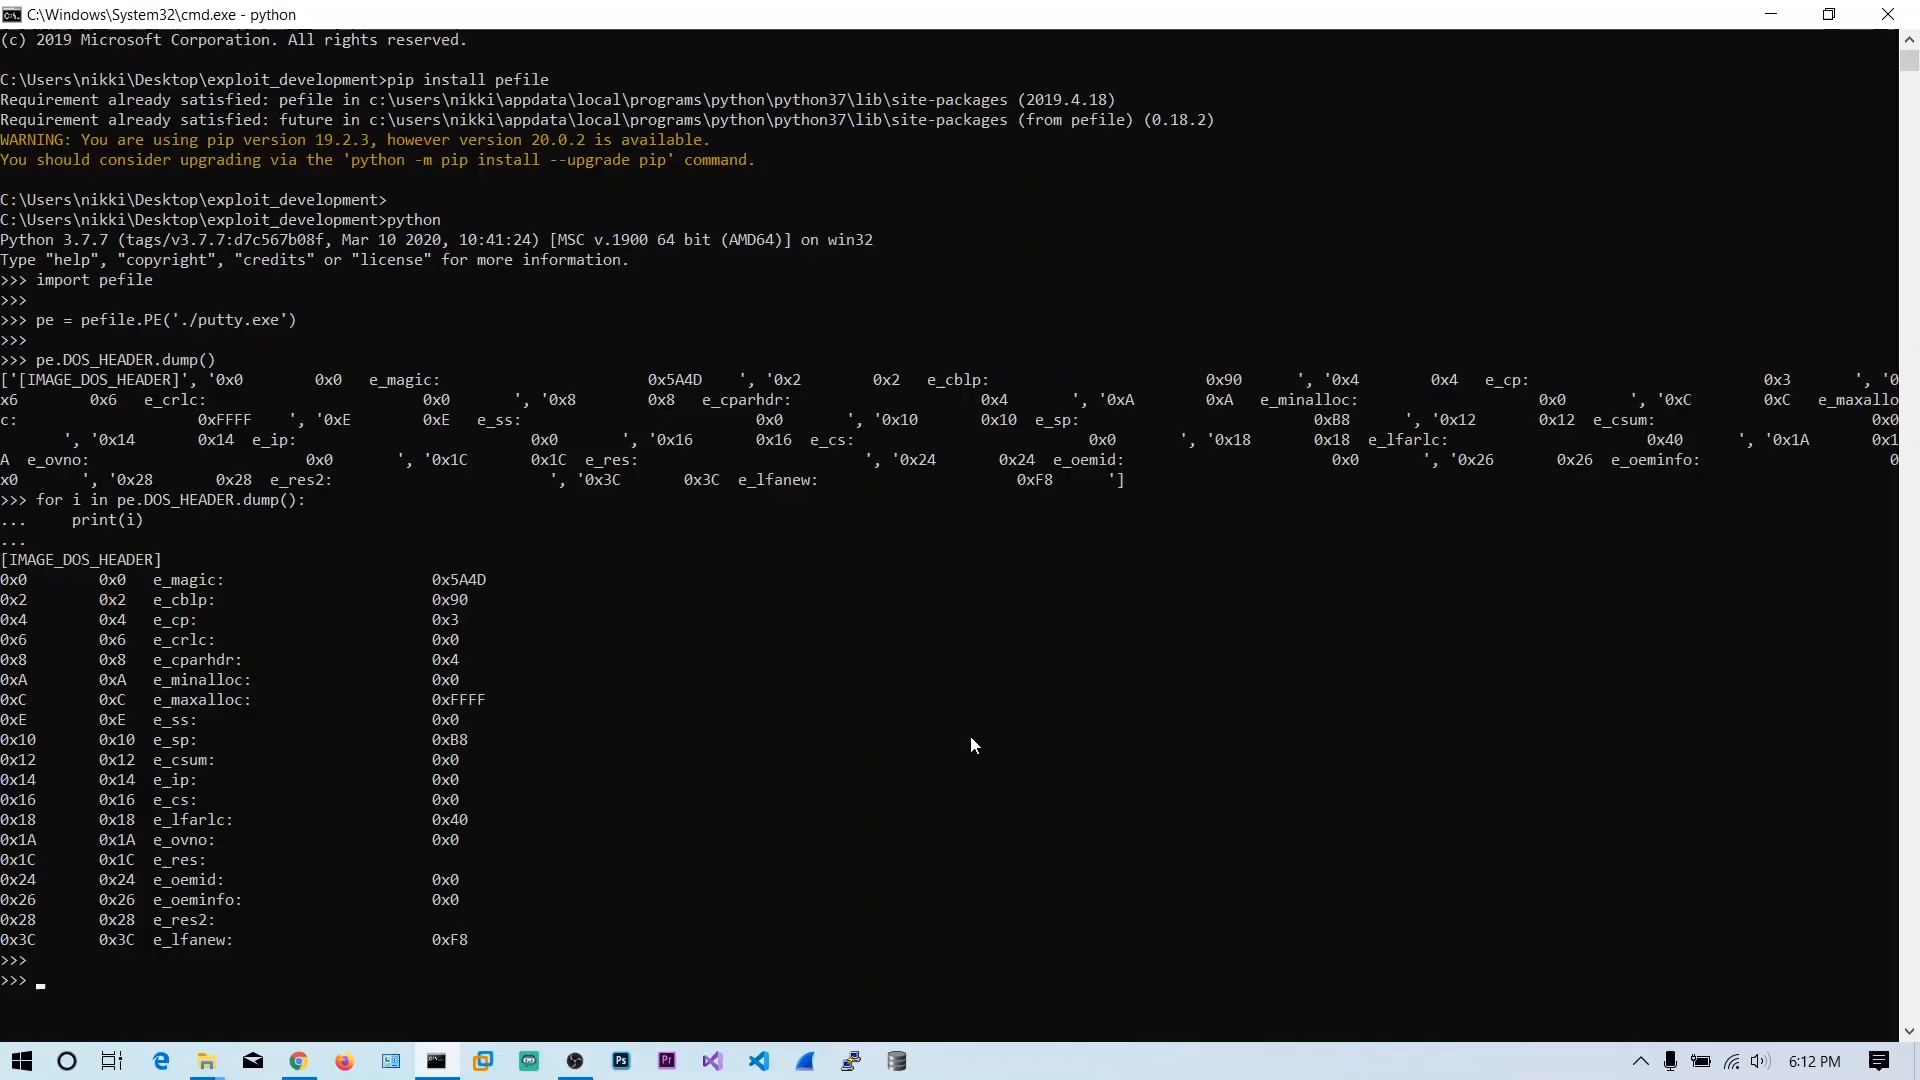 C:\Windows\System32\cmd.exe - python
(c) 2019 Microsoft Corporation. All rights reserved.
C:\Users\nikki\Desktop\exploit_development>pip install pefile
Requirement already satisfied: pefile in c:\users\nikki\appdata\local\programs\python\python37\lib\site-packages (2019.4.18)
Requirement already satisfied: future in c:\users\nikki\appdata\local\programs\python\python37\lib\site-packages (from pefile) (0.18.2)
WARNING: You are using pip version 19.2.3, however version 20.0.2 is available.
You should consider upgrading via the 'python -m pip install --upgrade pip' command.
C:\Users\nikki\Desktop\exploit_development>
C:\Users\nikki\Desktop\exploit_development>python
Python 3.7.7 (tags/v3.7.7:d7c567b08f, Mar 10 2020, 10:41:24) [MSC v.1900 64 bit (AMD64)] on win32
Type "help", "copyright", "credits" or "license" for more information.
>>> import pefile
>>>
>>> pe = pefile.PE('./putty.exe')
>>>
>>> pe.DOS_HEADER.dump()
['[IMAGE_DOS_HEADER]', '0x0        0x0   e_magic:                       0x5A4D    ', '0x2        0x2   e_cblp:                        0x90      ', '0x4        0x4   e_cp:                          0x3       ', '0
x6        0x6   e_crlc:                        0x0       ', '0x8        0x8   e_cparhdr:                     0x4       ', '0xA        0xA   e_minalloc:                    0x0       ', '0xC        0xC   e_maxallo
c:                    0xFFFF    ', '0xE        0xE   e_ss:                          0x0       ', '0x10       0x10  e_sp:                          0xB8      ', '0x12       0x12  e_csum:                        0x0
       ', '0x14       0x14  e_ip:                          0x0       ', '0x16       0x16  e_cs:                          0x0       ', '0x18       0x18  e_lfarlc:                      0x40      ', '0x1A       0x1
A  e_ovno:                        0x0       ', '0x1C       0x1C  e_res:                         ', '0x24       0x24  e_oemid:                       0x0       ', '0x26       0x26  e_oeminfo:                     0
x0       ', '0x28       0x28  e_res2:                        ', '0x3C       0x3C  e_lfanew:                      0xF8      ']
>>> for i in pe.DOS_HEADER.dump():
...     print(i)
...
[IMAGE_DOS_HEADER]
0x0        0x0   e_magic:                       0x5A4D
0x2        0x2   e_cblp:                        0x90
0x4        0x4   e_cp:                          0x3
0x6        0x6   e_crlc:                        0x0
0x8        0x8   e_cparhdr:                     0x4
0xA        0xA   e_minalloc:                    0x0
0xC        0xC   e_maxalloc:                    0xFFFF
0xE        0xE   e_ss:                          0x0
0x10       0x10  e_sp:                          0xB8
0x12       0x12  e_csum:                        0x0
0x14       0x14  e_ip:                          0x0
0x16       0x16  e_cs:                          0x0
0x18       0x18  e_lfarlc:                      0x40
0x1A       0x1A  e_ovno:                        0x0
0x1C       0x1C  e_res:
0x24       0x24  e_oemid:                       0x0
0x26       0x26  e_oeminfo:                     0x0
0x28       0x28  e_res2:
0x3C       0x3C  e_lfanew:                      0xF8
>>>
>>>
Ps
Pr
6:12 PM